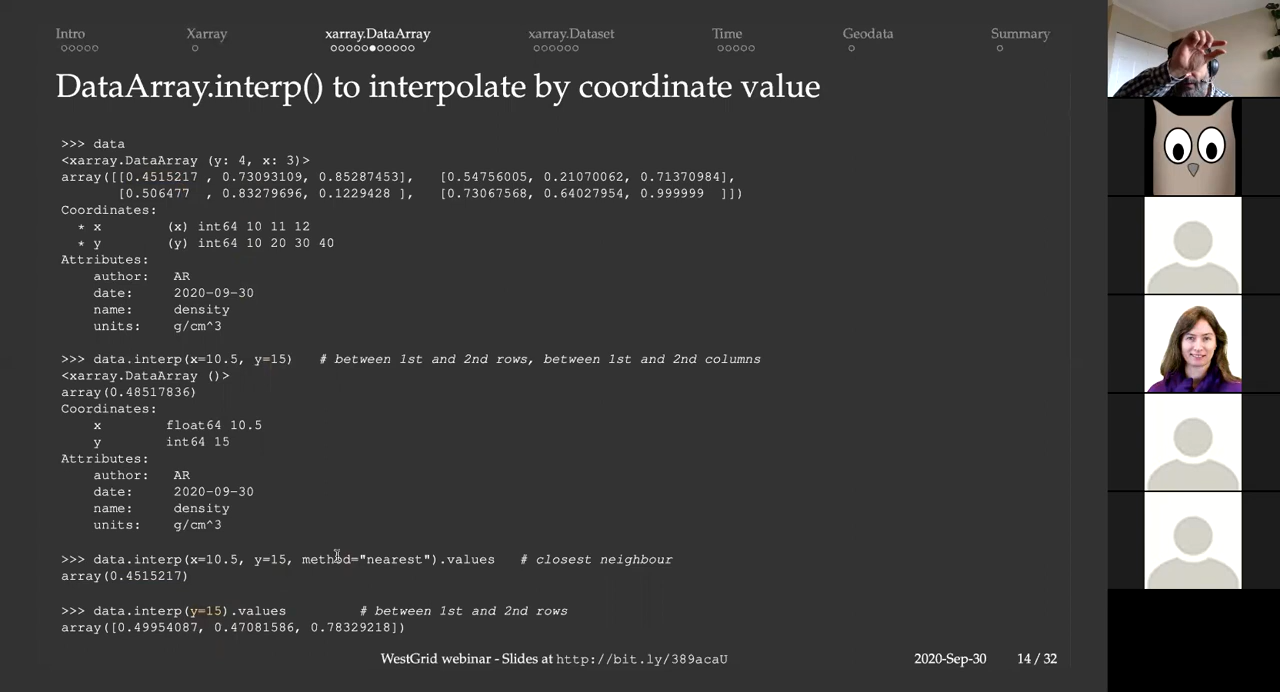 Intro Xarray xarray.DataArray xarray.Dataset Time Geodata Summary
DataArray.interp() to interpolate by coordinate value
>>> data
<xarray.DataArray (y: 4, x: 3)>
array([[0.4515217 , 0.73093109, 0.85287453], [0.54756005, 0.21070062, 0.71370984],
[0.506477 , 0.83279696, 0.1229428 ], [0.73067568, 0.64027954, 0.999999 ]])
Coordinates:
* x (x) int64 10 11 12
* y (y) int64 10 20 30 40
Attributes:
author: AR
date: 2020-09-30
name: density
units: g/cm^3
>>> data.interp(x=10.5, y=15) # between 1st and 2nd rows, between 1st and 2nd columns
<xarray.DataArray ()>
array(0.48517836)
Coordinates:
x float64 10.5
y int64 15
Attributes:
author: AR
date: 2020-09-30
name: density
units: g/cm^3
>>> data.interp(x=10.5, y=15, method="nearest").values # closest neighbour
array(0.4515217)
>>> data.interp(y=15).values # between 1st and 2nd rows
array([0.49954087, 0.47081586, 0.78329218])
WestGrid webinar - Slides at http://bit.ly/389acaU 2020-Sep-30 14 / 32